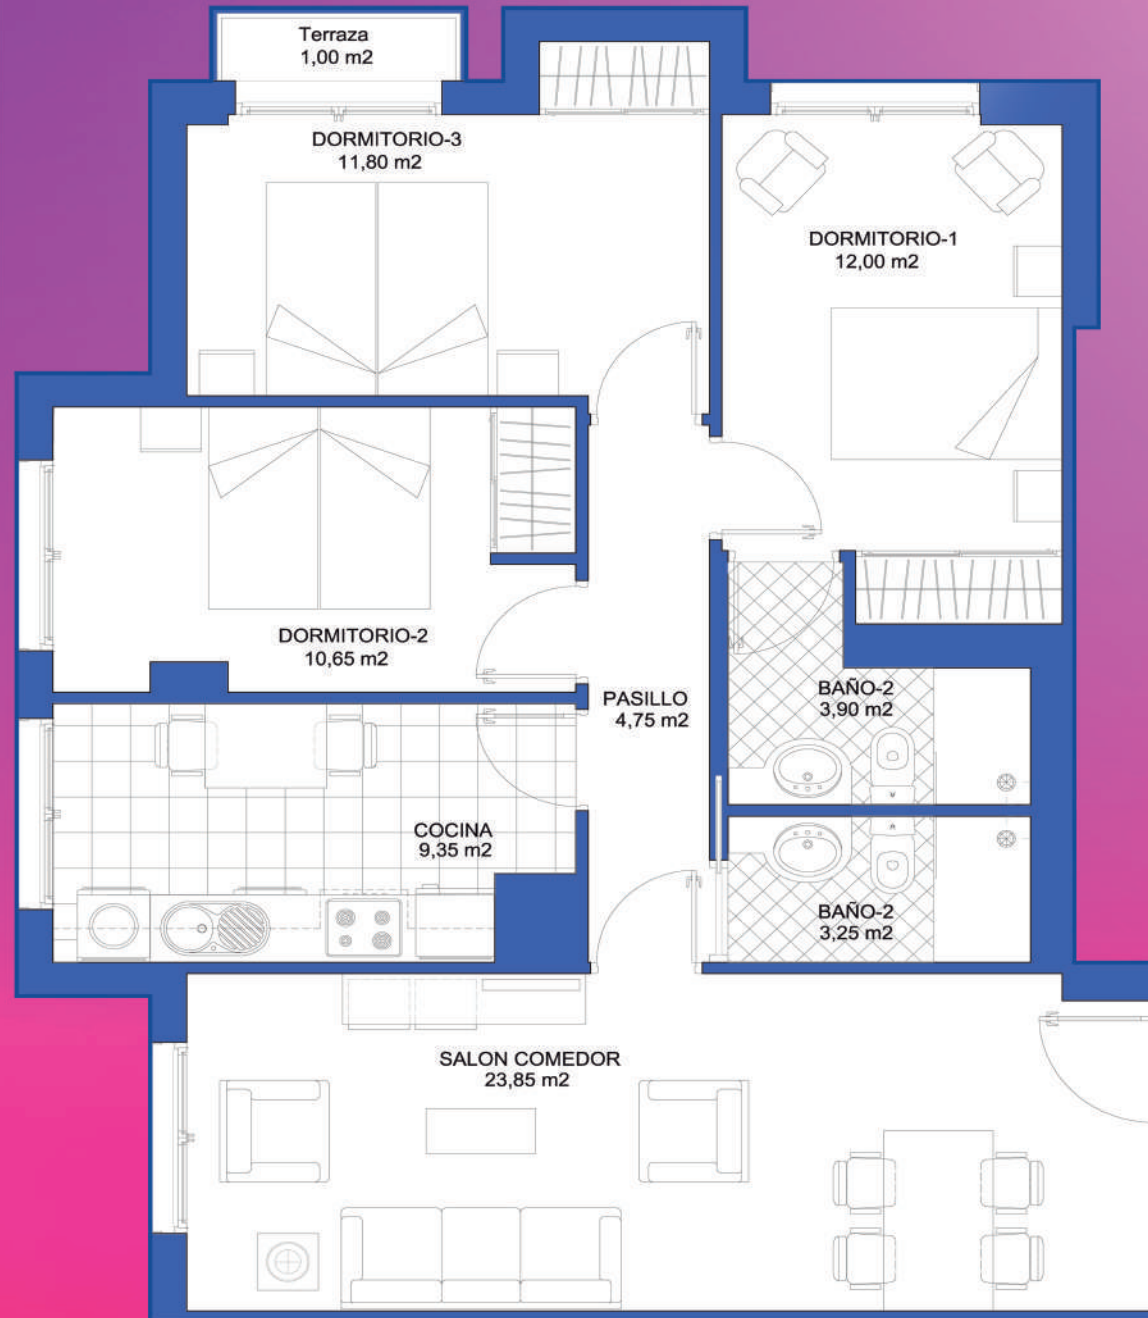 Terraza
1,00 m2
DORMITORIO-3
11,80 m2
DORMITORIO-1
12,00 m2
DORMITORIO-2
10,65 m2
PASILLO
4,75 m2
BAÑO-2
3,90 m2
COCINA
9,35 m2
BAÑO-2
3,25 m2
SALON COMEDOR
23,85 m2